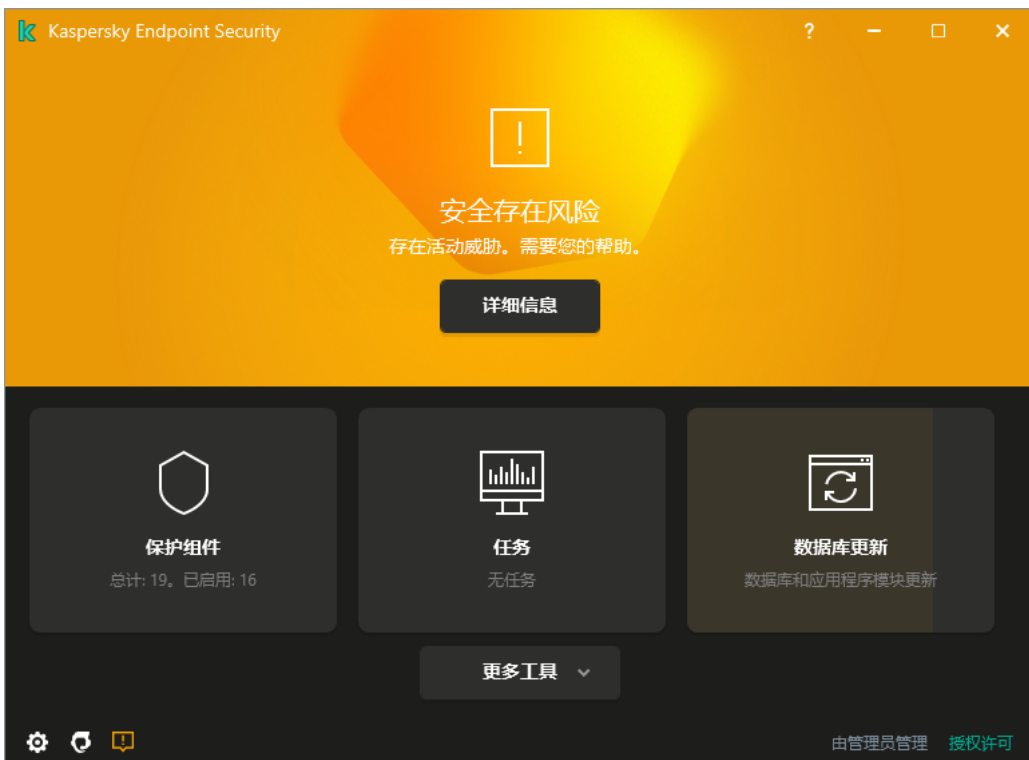 Kaspersky Endpoint Security
安全存在风险
存在活动威胁。需要您的帮助。
详细信息
保护组件
总计: 19。已启用: 16
任务
无任务
数据库更新
数据库和应用程序模块更新
更多工具
由管理员管理 授权许可